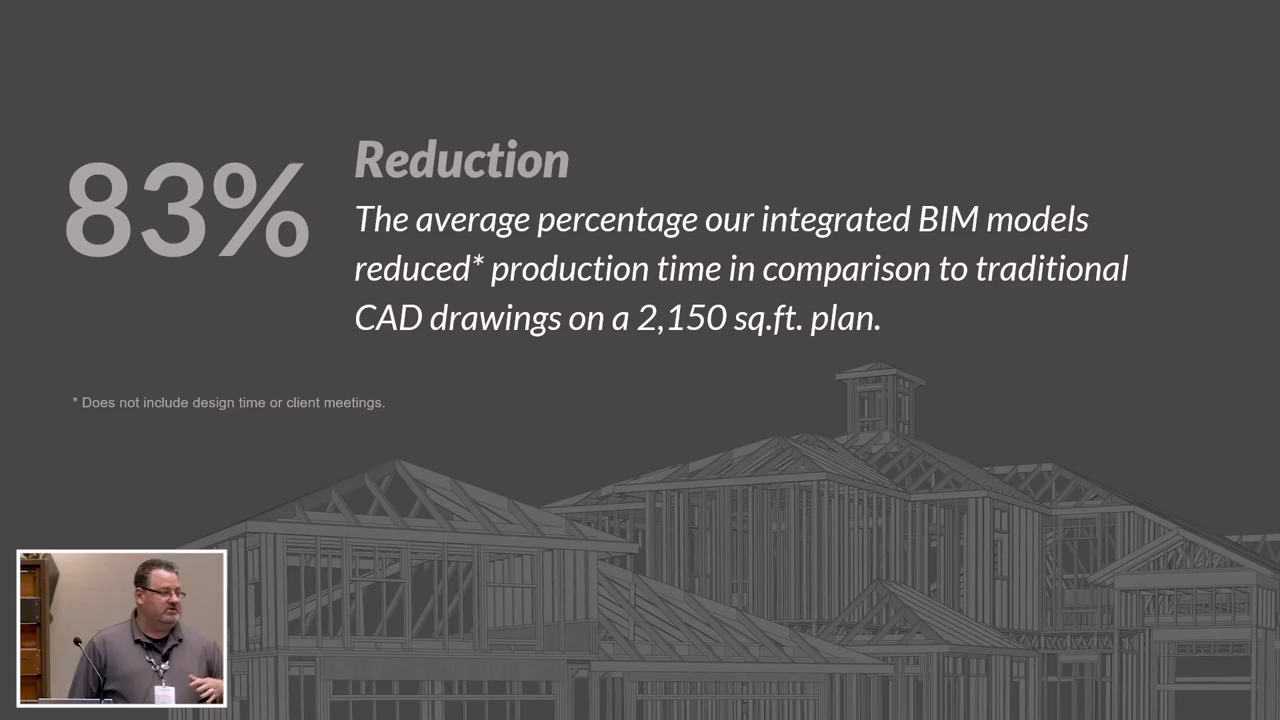 83%
Reduction
The average percentage our integrated BIM models
reduced* production time in comparison to traditional
CAD drawings on a 2,150 sq.ft. plan.
* Does not include design time or client meetings.